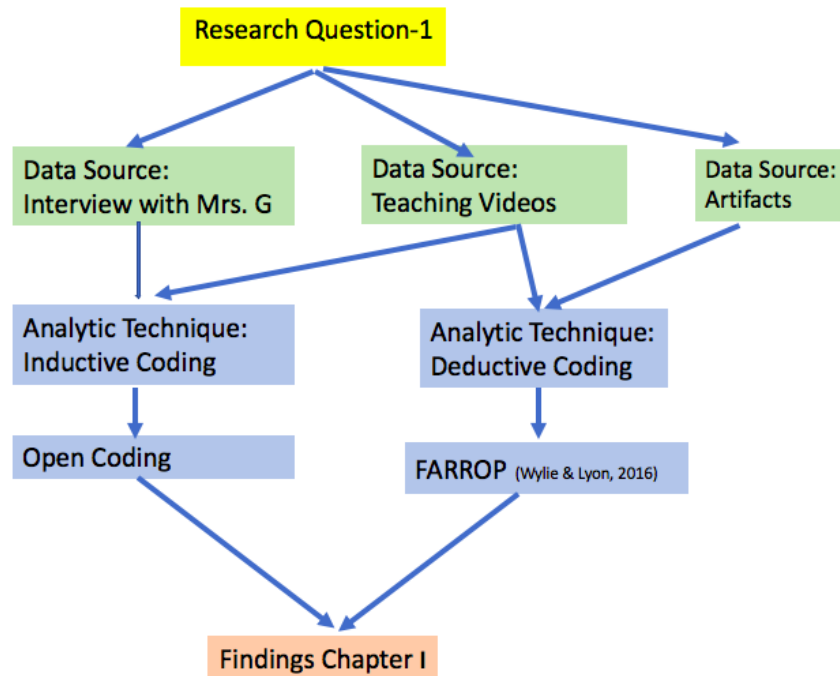 Research Question-1
Data Source:
Interview with Mrs. G
Data Source:
Teaching Videos
Data Source:
Artifacts
Analytic Technique:
Inductive Coding
Analytic Technique:
Deductive Coding
Open Coding
FARROP (Wylie & Lyon, 2016)
Findings Chapter I